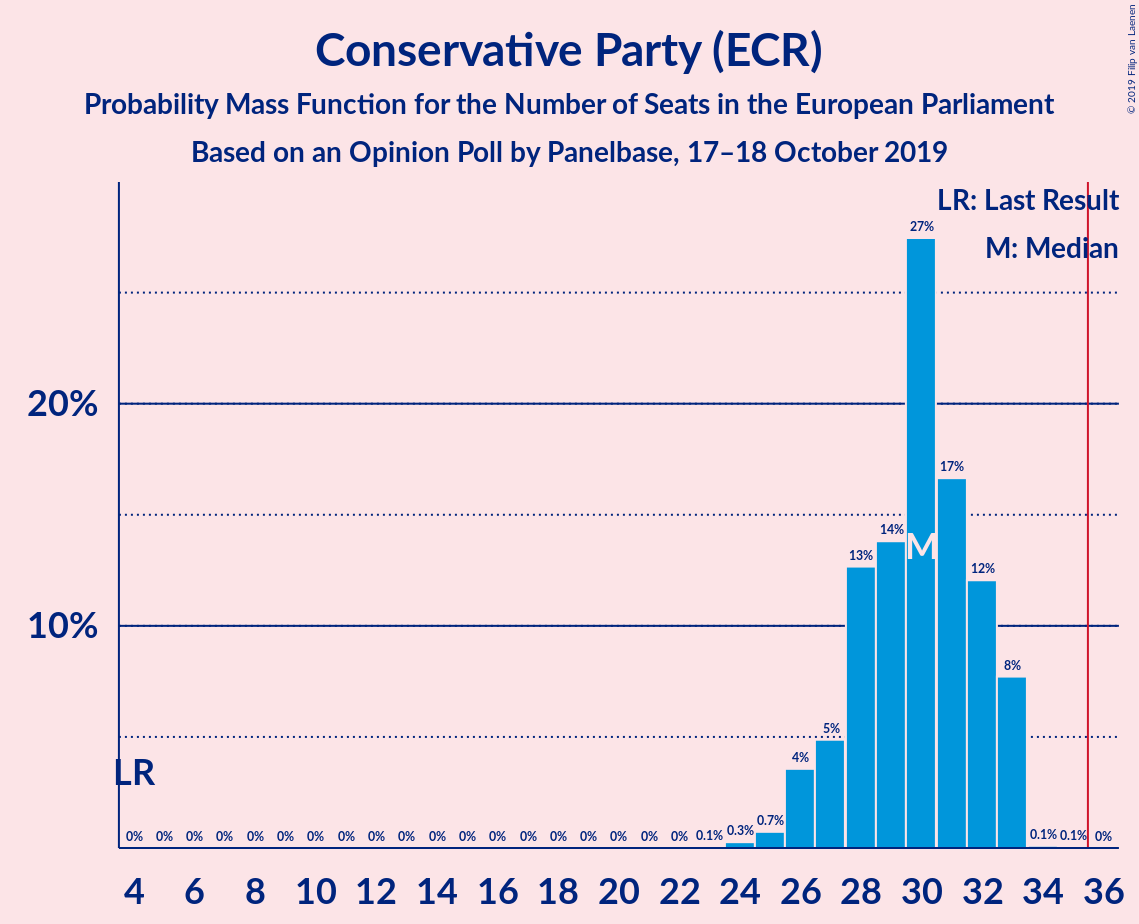 Conservative Party (ECR)
Probability Mass Function for the Number of Seats in the European Parliament
Based on an Opinion Poll by Panelbase, 17–18 October 2019
© 2019 Filip van Laenen
LR: Last Result
M: Median
27%
20%
17%
14%
M
13%
12%
10%
8%
5%
4%
LR
0% 0% 0% 0% 0% 0% 0% 0% 0% 0% 0% 0% 0% 0% 0% 0% 0% 0% 0% 0.1% 0.3% 0.7% 0.1% 0.1% 0%
4 6 8 10 12 14 16 18 20 22 24 26 28 30 32 34 36